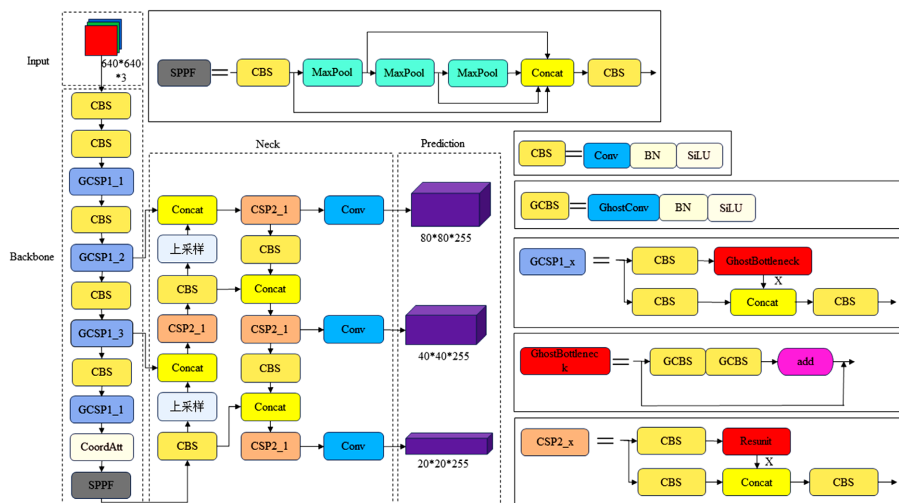 Input
640*640
*3
SPPF
CBS
MaxPool
MaxPool
MaxPool
Concat
CBS
Backbone
CBS
CBS
GCSP1_1
CBS
GCSP1_2
CBS
GCSP1_3
CBS
GCSP1_1
CoordAtt
SPPF
Neck
Concat
上采样
CBS
CSP2_1
Concat
上采样
CBS
CSP2_1
CBS
Concat
CSP2_1
CBS
Concat
CSP2_1
Conv
Conv
Conv
Prediction
80*80*255
40*40*255
20*20*255
CBS
Conv
BN
SiLU
GCBS
GhostConv
BN
SiLU
GCSP1_x
CBS
GhostBottleneck
X
CBS
Concat
CBS
GhostBottlenec
k
GCBS
GCBS
add
CSP2_x
CBS
Resunit
X
CBS
Concat
CBS